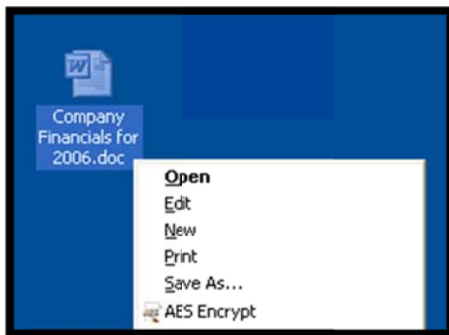 Company
Financials for
2006.doc
Open
Edit
New
Print
Save As...
AES Encrypt